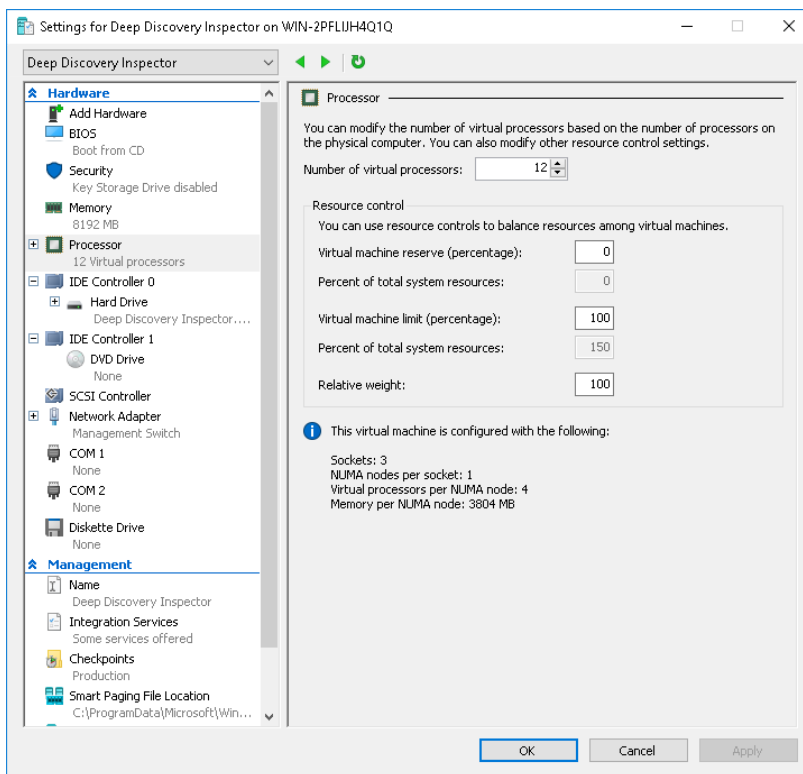 Settings for Deep Discovery Inspector on WIN-2PFLIJH4Q1Q
Deep Discovery Inspector
Hardware
Add Hardware
BIOS
Boot from CD
Security
Key Storage Drive disabled
Memory
8192 MB
Processor
12 Virtual processors
IDE Controller 0
Hard Drive
Deep Discovery Inspector....
IDE Controller 1
DVD Drive
None
SCSI Controller
Network Adapter
Management Switch
COM 1
None
COM 2
None
Diskette Drive
None
Management
Name
Deep Discovery Inspector
Integration Services
Some services offered
Checkpoints
Production
Smart Paging File Location
C:\ProgramData\Microsoft\Win...
Processor
You can modify the number of virtual processors based on the number of processors on
the physical computer. You can also modify other resource control settings.
Number of virtual processors: 12
Resource control
You can use resource controls to balance resources among virtual machines.
Virtual machine reserve (percentage): 0
Percent of total system resources: 0
Virtual machine limit (percentage): 100
Percent of total system resources: 150
Relative weight: 100
This virtual machine is configured with the following:
Sockets: 3
NUMA nodes per socket: 1
Virtual processors per NUMA node: 4
Memory per NUMA node: 3804 MB
OK Cancel Apply